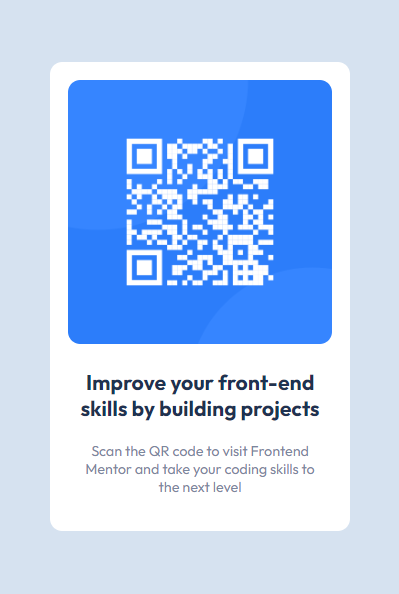 Improve your front-end
skills by building projects
Scan the QR code to visit Frontend
Mentor and take your coding skills to
the next level